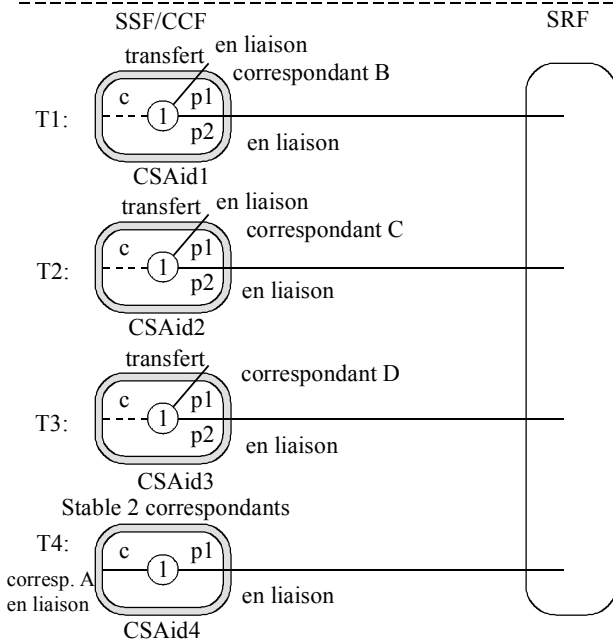 SSF/CCF
SRF
transfert
en liaison
correspondant B
T1:
c
1
p1
p2
en liaison
CSAid1
transfert
en liaison
correspondant C
T2:
c
1
p1
p2
en liaison
CSAid2
transfert
correspondant D
T3:
c
1
p1
p2
en liaison
CSAid3
Stable 2 correspondants
T4:
c
1
p1
corresp. A
en liaison
en liaison
CSAid4